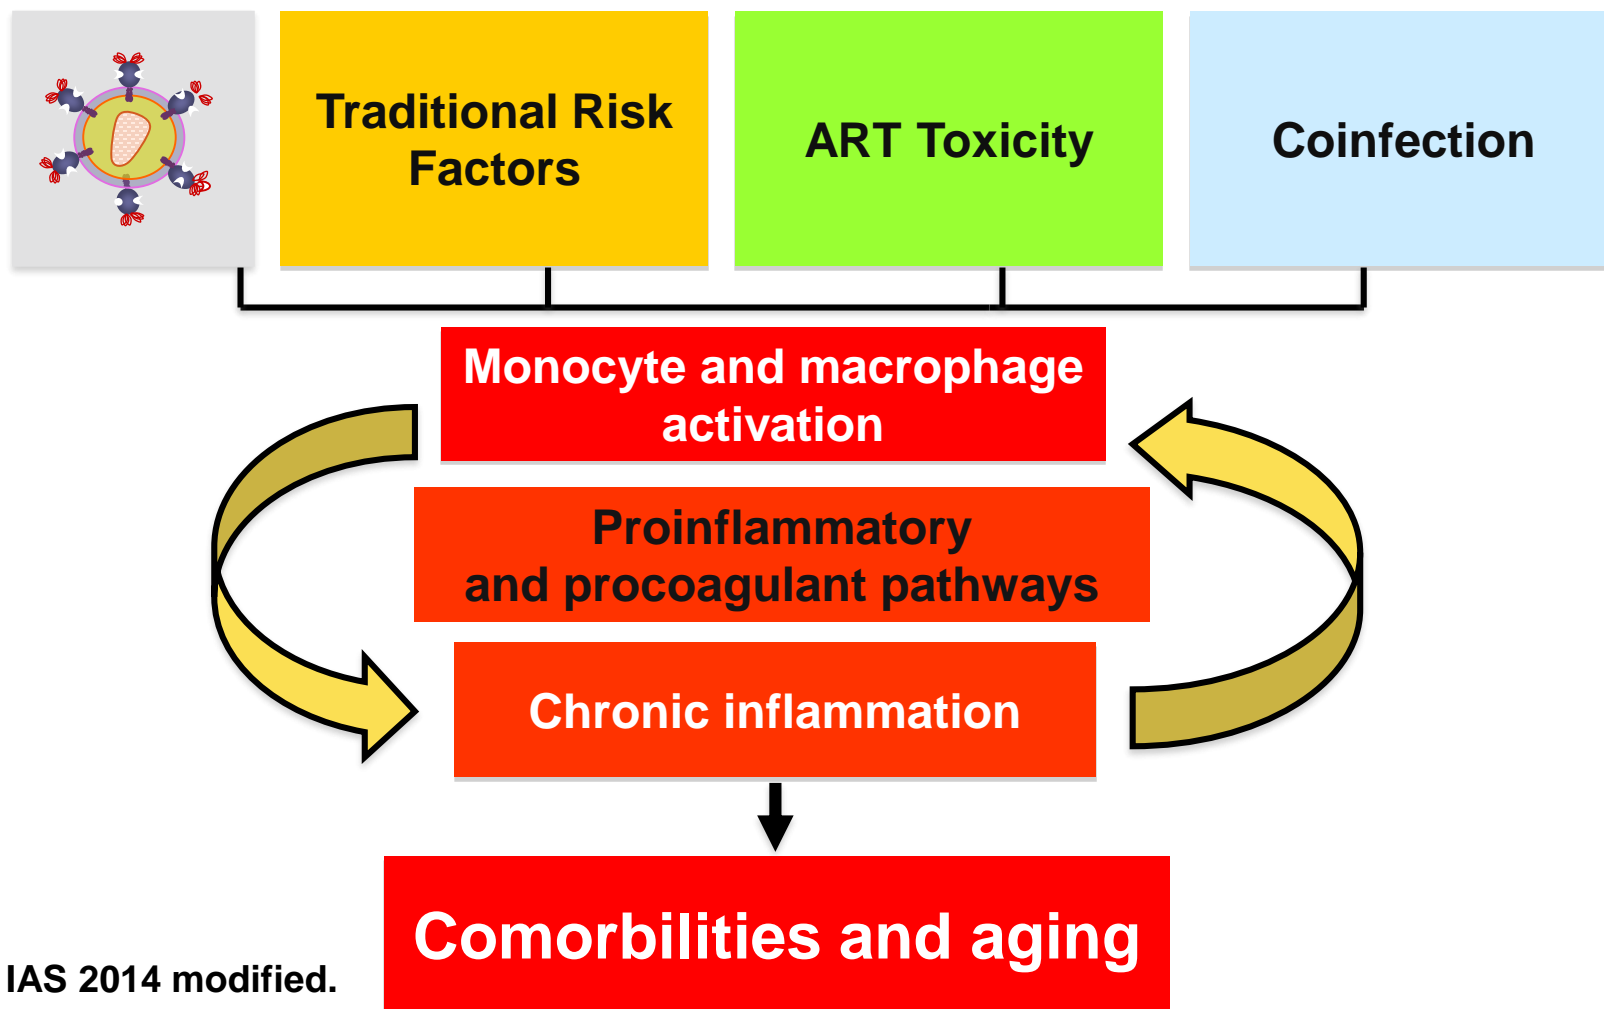 Traditional Risk
Factors
ART Toxicity
Coinfection
Monocyte and macrophage
activation
Proinflammatory
and procoagulant pathways
Chronic inflammation
Comorbilities and aging
IAS 2014 modified.